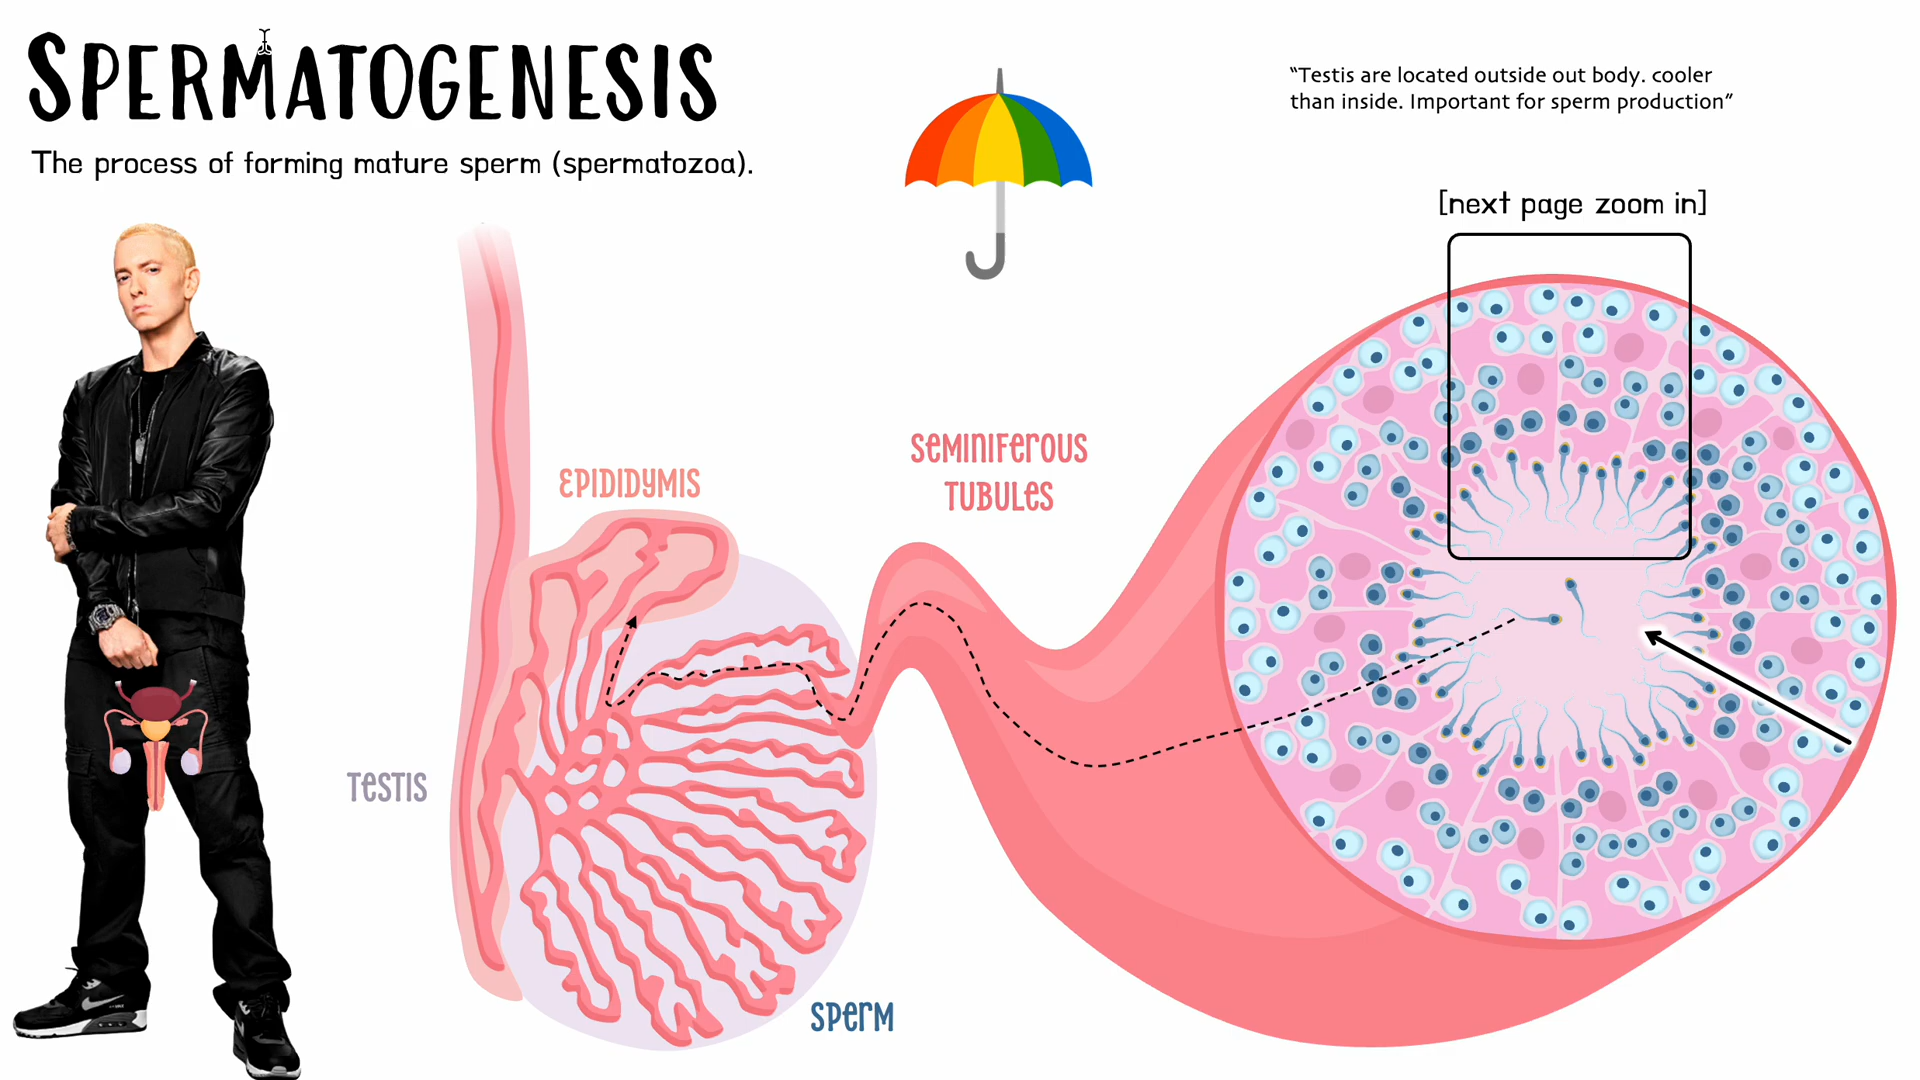 SPERMATOGENESIS
The process of forming mature sperm (spermatozoa).
“Testis are located outside out body. cooler
than inside. Important for sperm production”
[next page zoom in]
SEMINIFEROUS
TUBULES
EPIDIDYMIS
TESTIS
SPERM